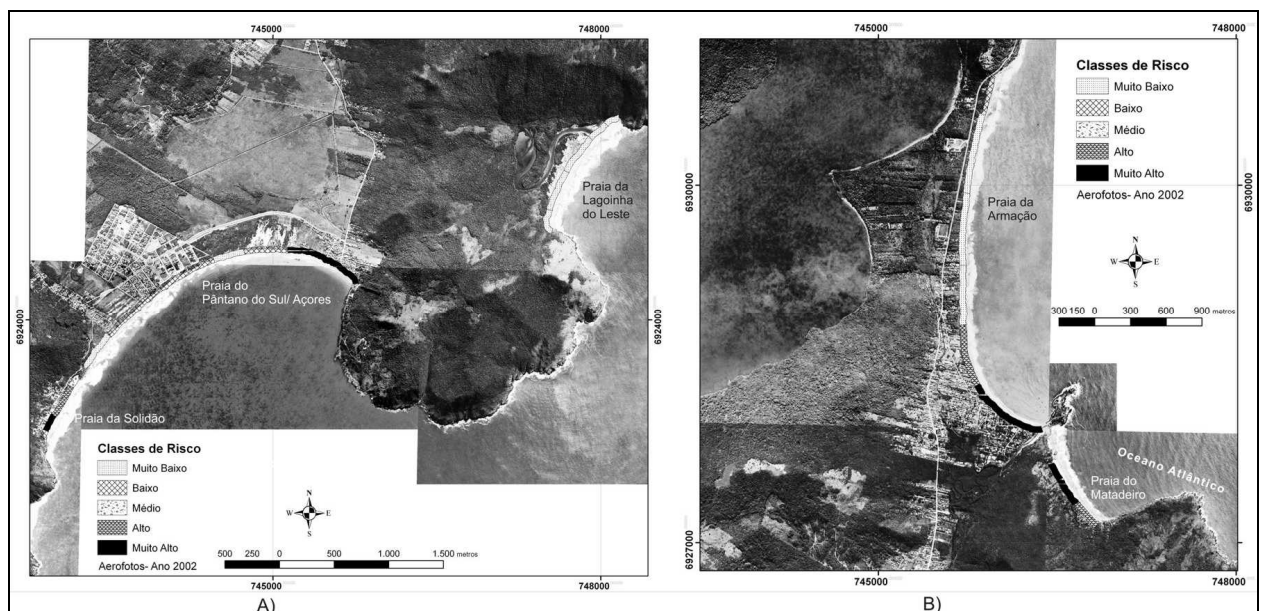 745000
748000
Praia da
Lagoinha
do Leste
Praia do
Pântano do Sul/ Açores
6924000
6924000
Praia da Solidão
Classes de Risco
Muito Baixo
Baixo
Médio
Alto
Muito Alto
Aerofotos- Ano 2002
N
W
E
S
500 250 0 500 1.000 1.500 metros
745000
748000
A)
745000
748000
Classes de Risco
Muito Baixo
Baixo
Médio
Alto
Muito Alto
Aerofotos- Ano 2002
6930000
6930000
Praia da
Armação
N
W
E
S
300 150 0 300 600 900 metros
Oceano Atlântico
Praia do
Matadeiro
6927000
6927000
745000
748000
B)